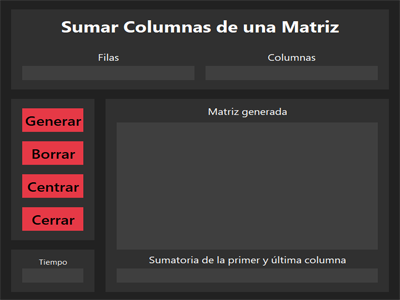 Sumar Columnas de una Matriz
Filas
Columnas
Generar
Borrar
Centrar
Cerrar
Tiempo
Matriz generada
Sumatoria de la primer y última columna